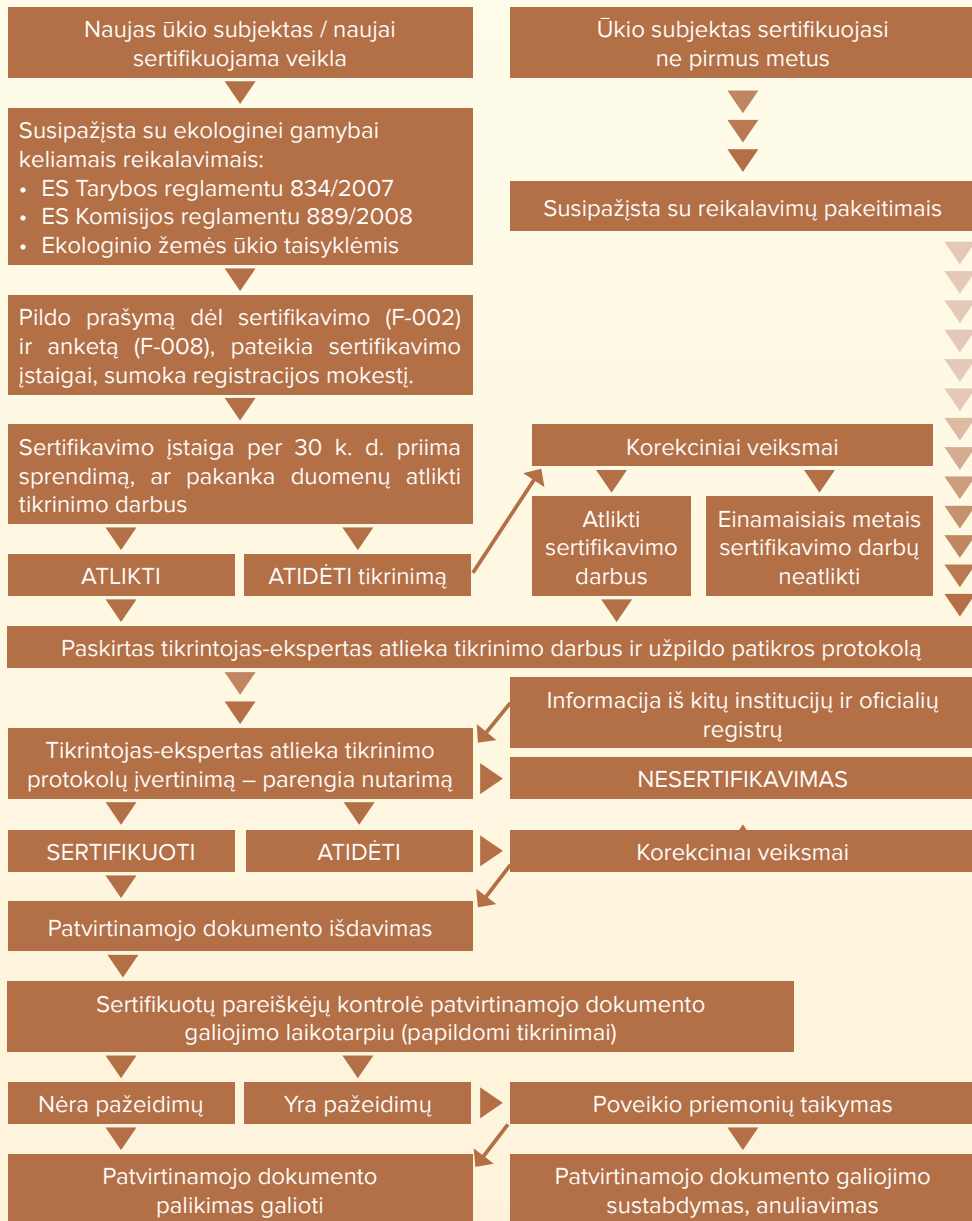 Naujas ūkio subjektas / naujai
sertifikuojama veikla
Ūkio subjektas sertifikuojasi
ne pirmus metus
Susipažįsta su ekologinei gamybai
keliamais reikalavimais:
• ES Tarybos reglamentu 834/2007
• ES Komisijos reglamentu 889/2008
• Ekologinio žemės ūkio taisyklėmis
Susipažįsta su reikalavimų pakeitimais
Pildo prašymą dėl sertifikavimo (F-002)
ir anketą (F-008), pateikia sertifikavimo
įstaigai, sumoka registracijos mokestį.
Sertifikavimo įstaiga per 30 k. d. priima
sprendimą, ar pakanka duomenų atlikti
tikrinimo darbus
Korekciniai veiksmai
Atlikti
sertifikavimo
darbus
Einamaisiais metais
sertifikavimo darbų
neatlikti
ATLIKTI
ATIDĖTI tikrinimą
Paskirtas tikrintojas-ekspertas atlieka tikrinimo darbus ir užpildo patikros protokolą
Informacija iš kitų institucijų ir oficialių
registrų
Tikrintojas-ekspertas atlieka tikrinimo
protokolų įvertinimą – parengia nutarimą
NESERTIFIKAVIMAS
SERTIFIKUOTI
ATIDĖTI
Korekciniai veiksmai
Patvirtinamojo dokumento išdavimas
Sertifikuotų pareiškėjų kontrolė patvirtinamojo dokumento
galiojimo laikotarpiu (papildomi tikrinimai)
Nėra pažeidimų
Yra pažeidimų
Poveikio priemonių taikymas
Patvirtinamojo dokumento
palikimas galioti
Patvirtinamojo dokumento galiojimo
sustabdymas, anuliavimas